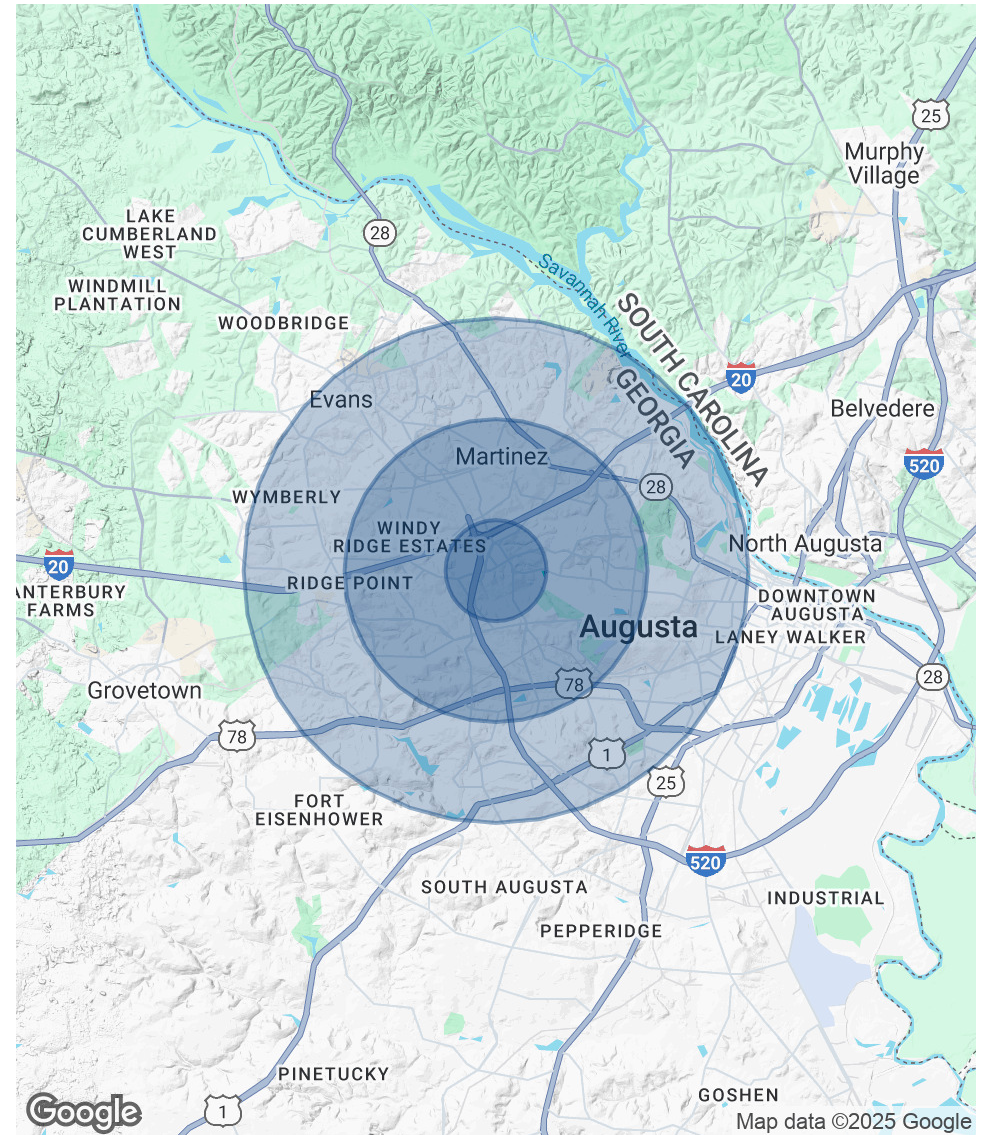 25
Murphy
Village
LAKE
CUMBERLAND
WEST
28
WINDMILL
PLANTATION
Savannah River
WOODBRIDGE
SOUTH CAROLINA
20
GEORGIA
Evans
Belvedere
Martinez
520
WYMBERLY
28
WINDY
RIDGE ESTATES
North Augusta
20
RIDGE POINT
ANTERBURY
FARMS
DOWNTOWN
AUGUSTA
Augusta
LANEY WALKER
28
78
Grovetown
78
1
25
FORT
EISENHOWER
520
SOUTH AUGUSTA
INDUSTRIAL
PEPPERIDGE
PINETUCKY
GOSHEN
Google
1
Map data ©2025 Google